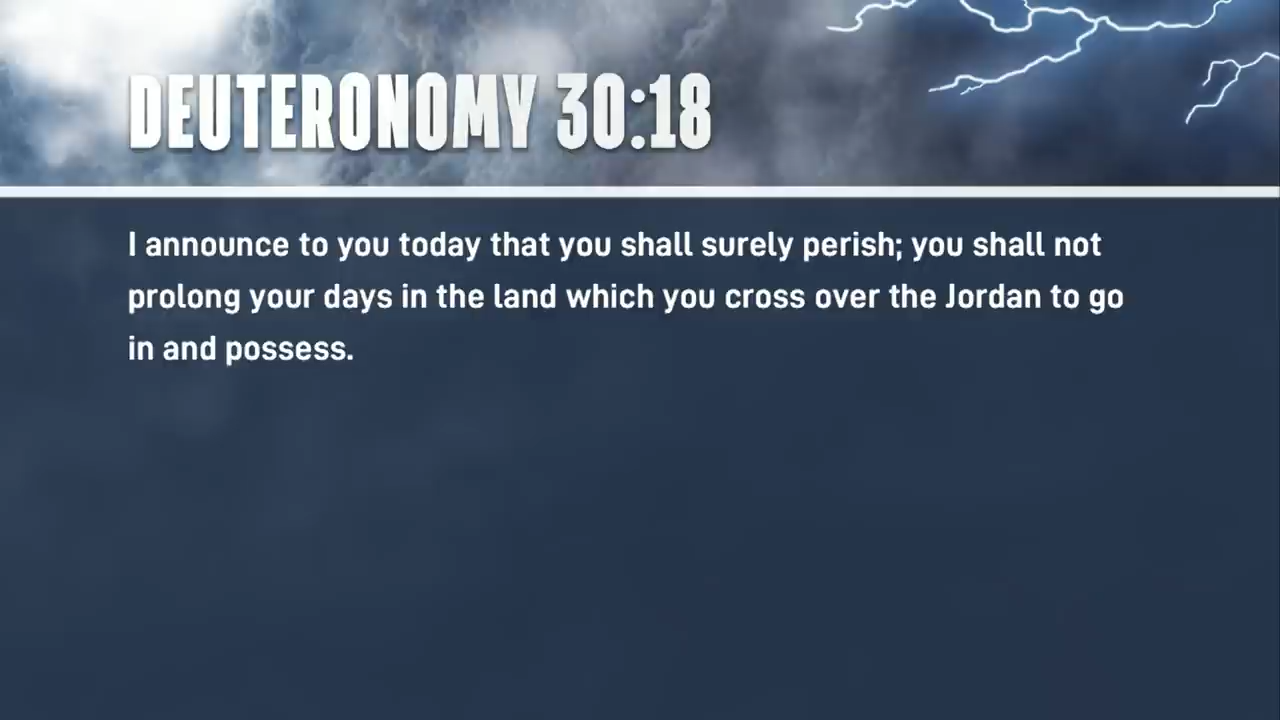 DEUTERONOMY 30:18
I announce to you today that you shall surely perish; you shall not
prolong your days in the land which you cross over the Jordan to go
in and possess.